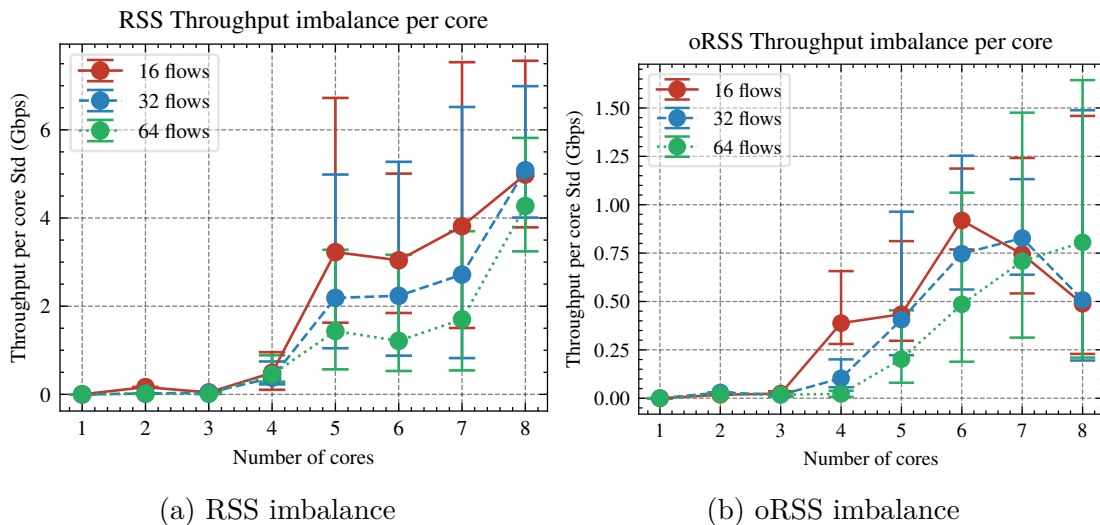 RSS Throughput imbalance per core
Throughput per core Std (Gbps)
6
4
2
0
16 flows
32 flows
64 flows
1 2 3 4 5 6 7 8
Number of cores
(a) RSS imbalance
oRSS Throughput imbalance per core
Throughput per core Std (Gbps)
1.50
1.25
1.00
0.75
0.50
0.25
0.00
16 flows
32 flows
64 flows
1 2 3 4 5 6 7 8
Number of cores
(b) oRSS imbalance